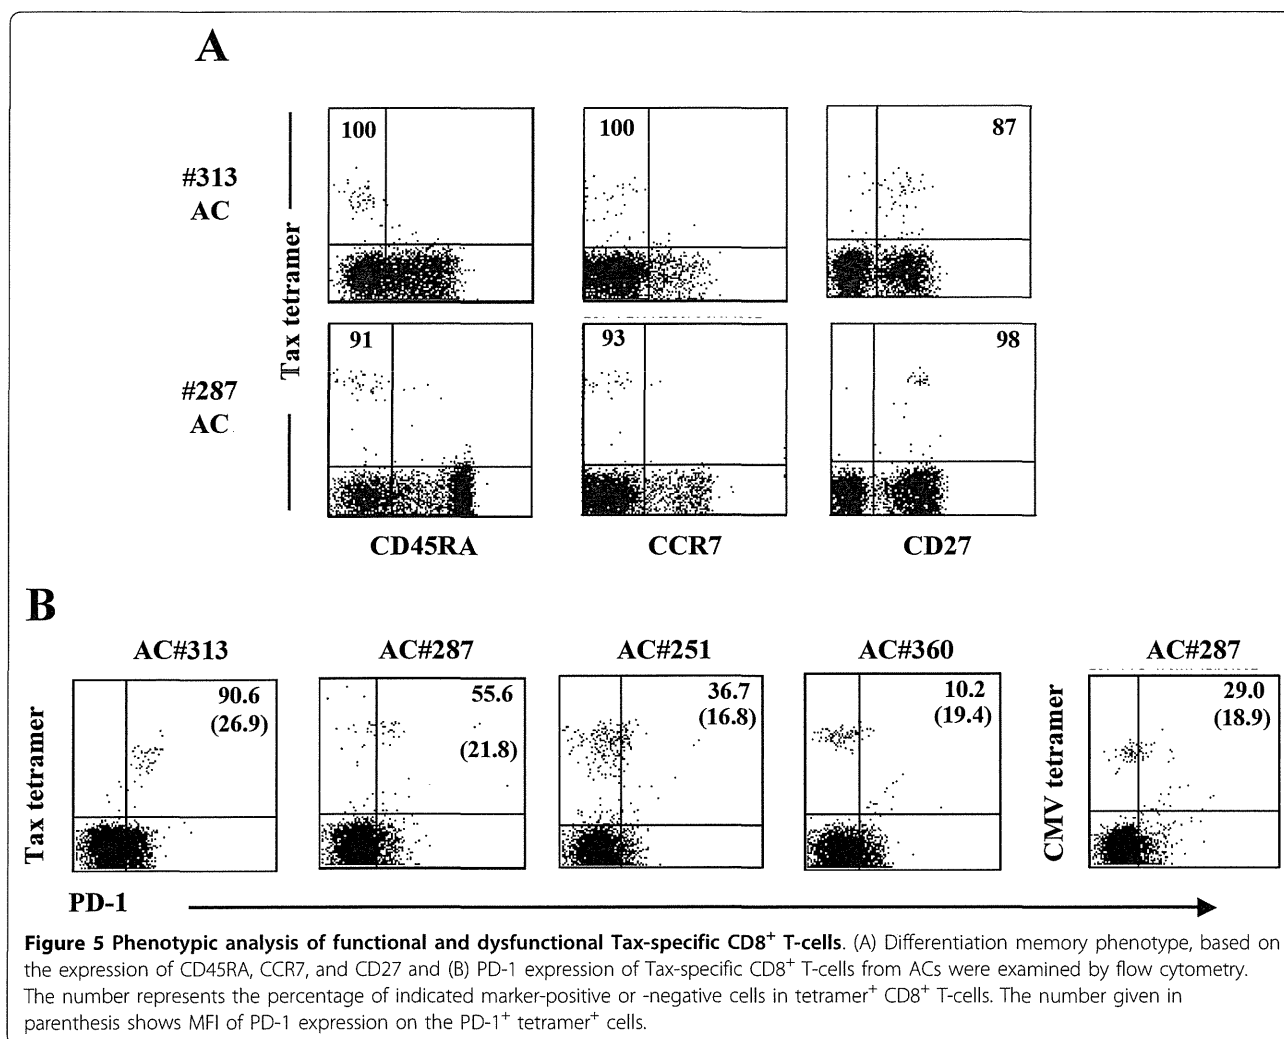 A
100
100
87
#313
AC
91
93
98
#287
AC
Tax tetramer
CD45RA
CCR7
CD27
B
AC#313
AC#287
AC#251
AC#360
AC#287
90.6
(26.9)
55.6
(21.8)
36.7
(16.8)
10.2
(19.4)
29.0
(18.9)
Tax tetramer
CMV tetramer
PD-1
Figure 5 Phenotypic analysis of functional and dysfunctional Tax-specific CD8⁺ T-cells. (A) Differentiation memory phenotype, based on
the expression of CD45RA, CCR7, and CD27 and (B) PD-1 expression of Tax-specific CD8⁺ T-cells from ACs were examined by flow cytometry.
The number represents the percentage of indicated marker-positive or -negative cells in tetramer⁺ CD8⁺ T-cells. The number given in
parenthesis shows MFI of PD-1 expression on the PD-1⁺ tetramer⁺ cells.